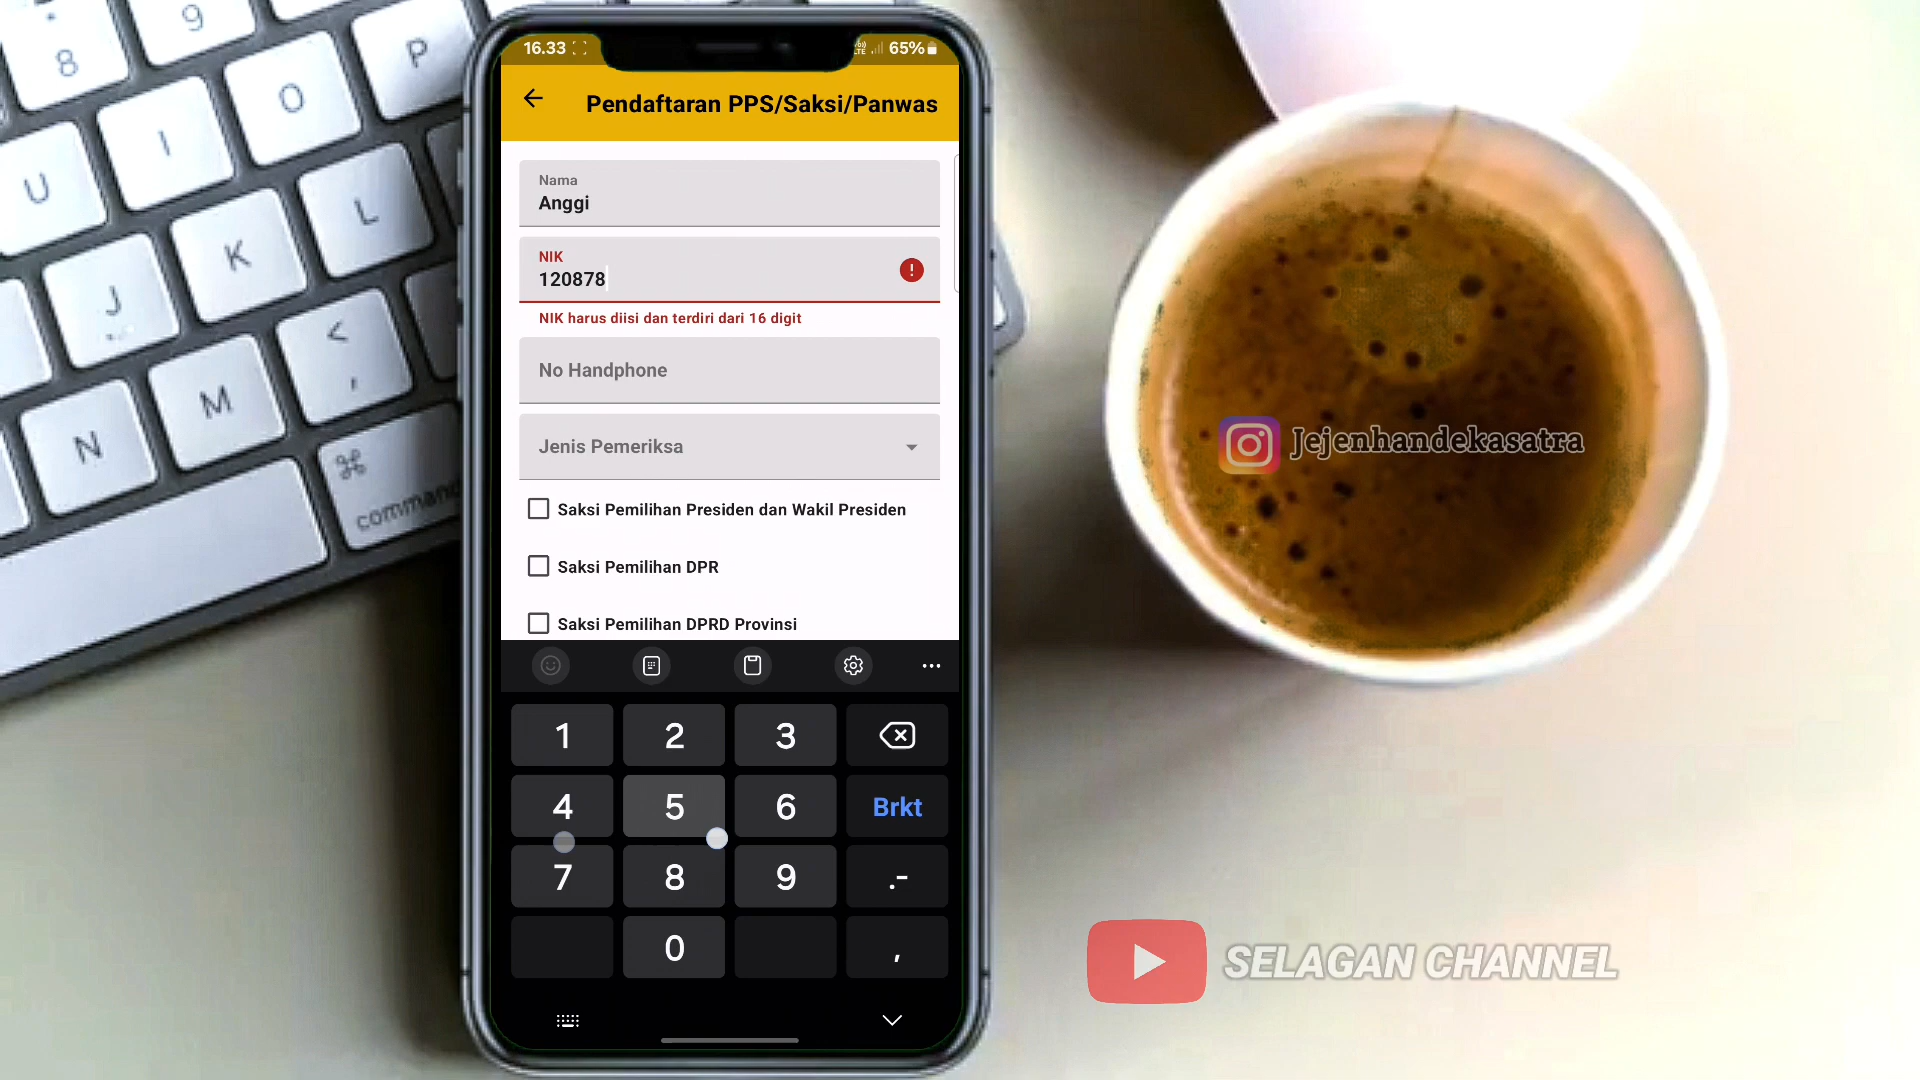 16.33
65%
Pendaftaran PPS/Saksi/Panwas
Nama
Anggi
NIK
120878
NIK harus diisi dan terdiri dari 16 digit
No Handphone
Jenis Pemeriksa
Saksi Pemilihan Presiden dan Wakil Presiden
Saksi Pemilihan DPR
Saksi Pemilihan DPRD Provinsi
1 2 3
4 5 6 Brkt
7 8 9 .-
0 ,
8 9
U I O P
J K L
N M < ,
⌘
command
Jejenhandekasatra
SELAGAN CHANNEL